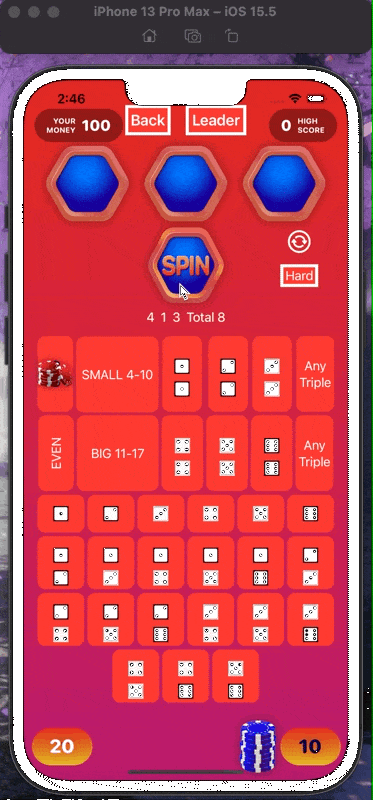 iPhone 13 Pro Max – iOS 15.5
2:46
YOUR MONEY 100
Back
Leader
0 HIGH SCORE
SPIN
Hard
4 1 3 Total 8
SMALL 4-10
Any Triple
EVEN
BIG 11-17
Any Triple
20
10